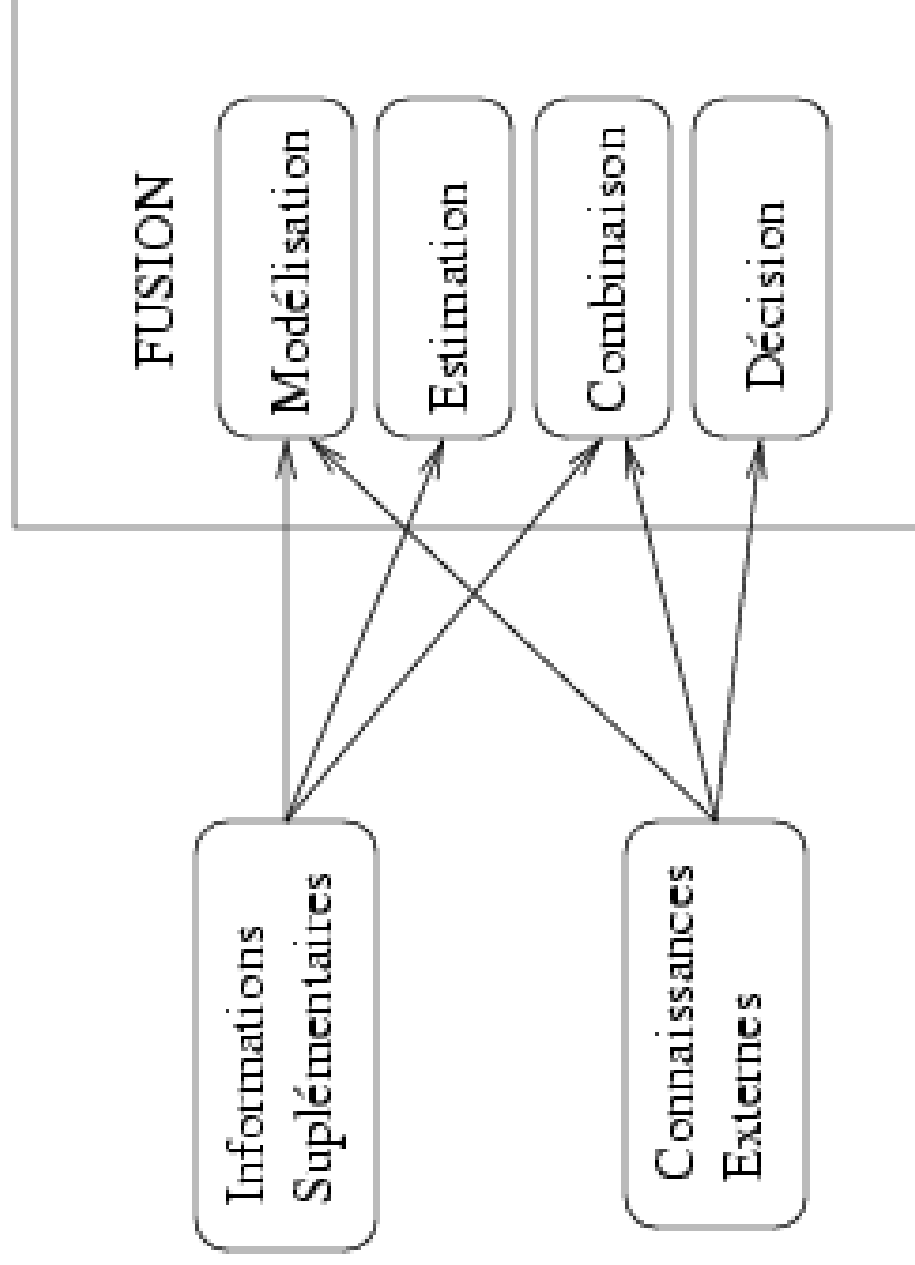 FUSION
Modélisation
Estimation
Combinaison
Décision
Informations
Suplémentaires
Connaissances
Externes